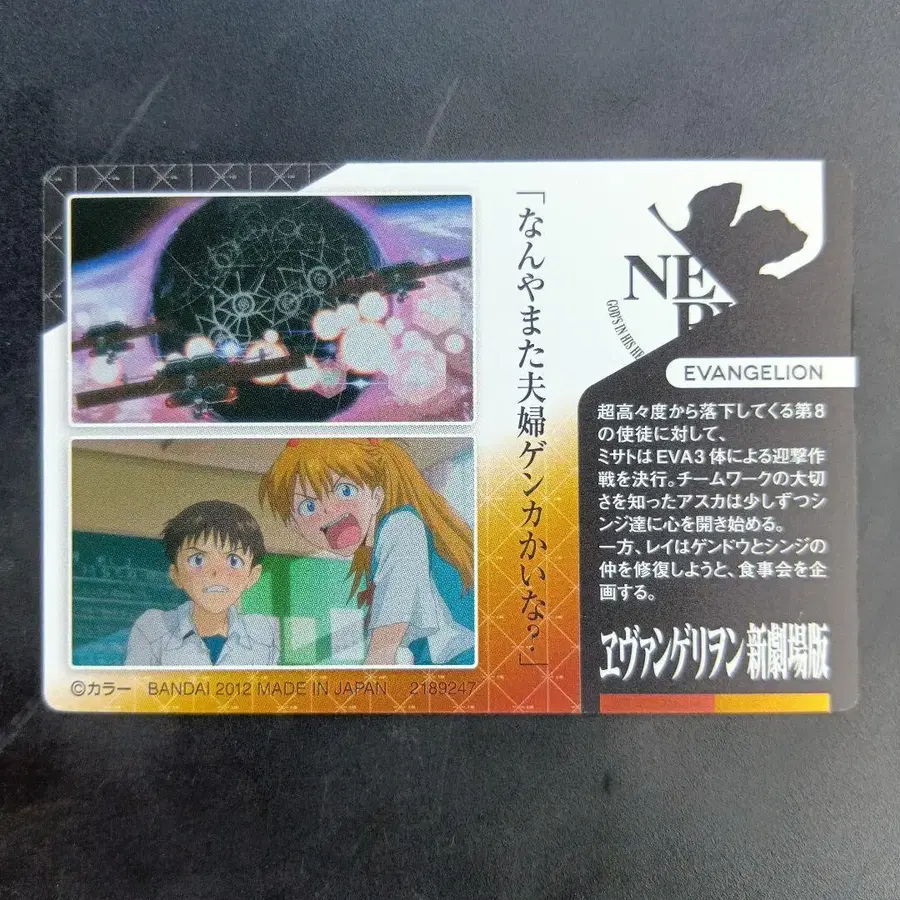 「なんやまた夫婦ゲンカかいな?」
NE
GOD'S IN HIS HE
EVANGELION
超高々度から落下してくる第8
の使徒に対して、
ミサトはEVA3体による迎撃作
戦を決行。チームワークの大切
さを知ったアスカは少しずつシ
ンジ達に心を開き始める。
一方、レイはゲンドウとシンジの
仲を修復しようと、食事会を企
画する。
ヱヴァンゲリヲン新劇場版
©カラー BANDAI 2012 MADE IN JAPAN 2189247